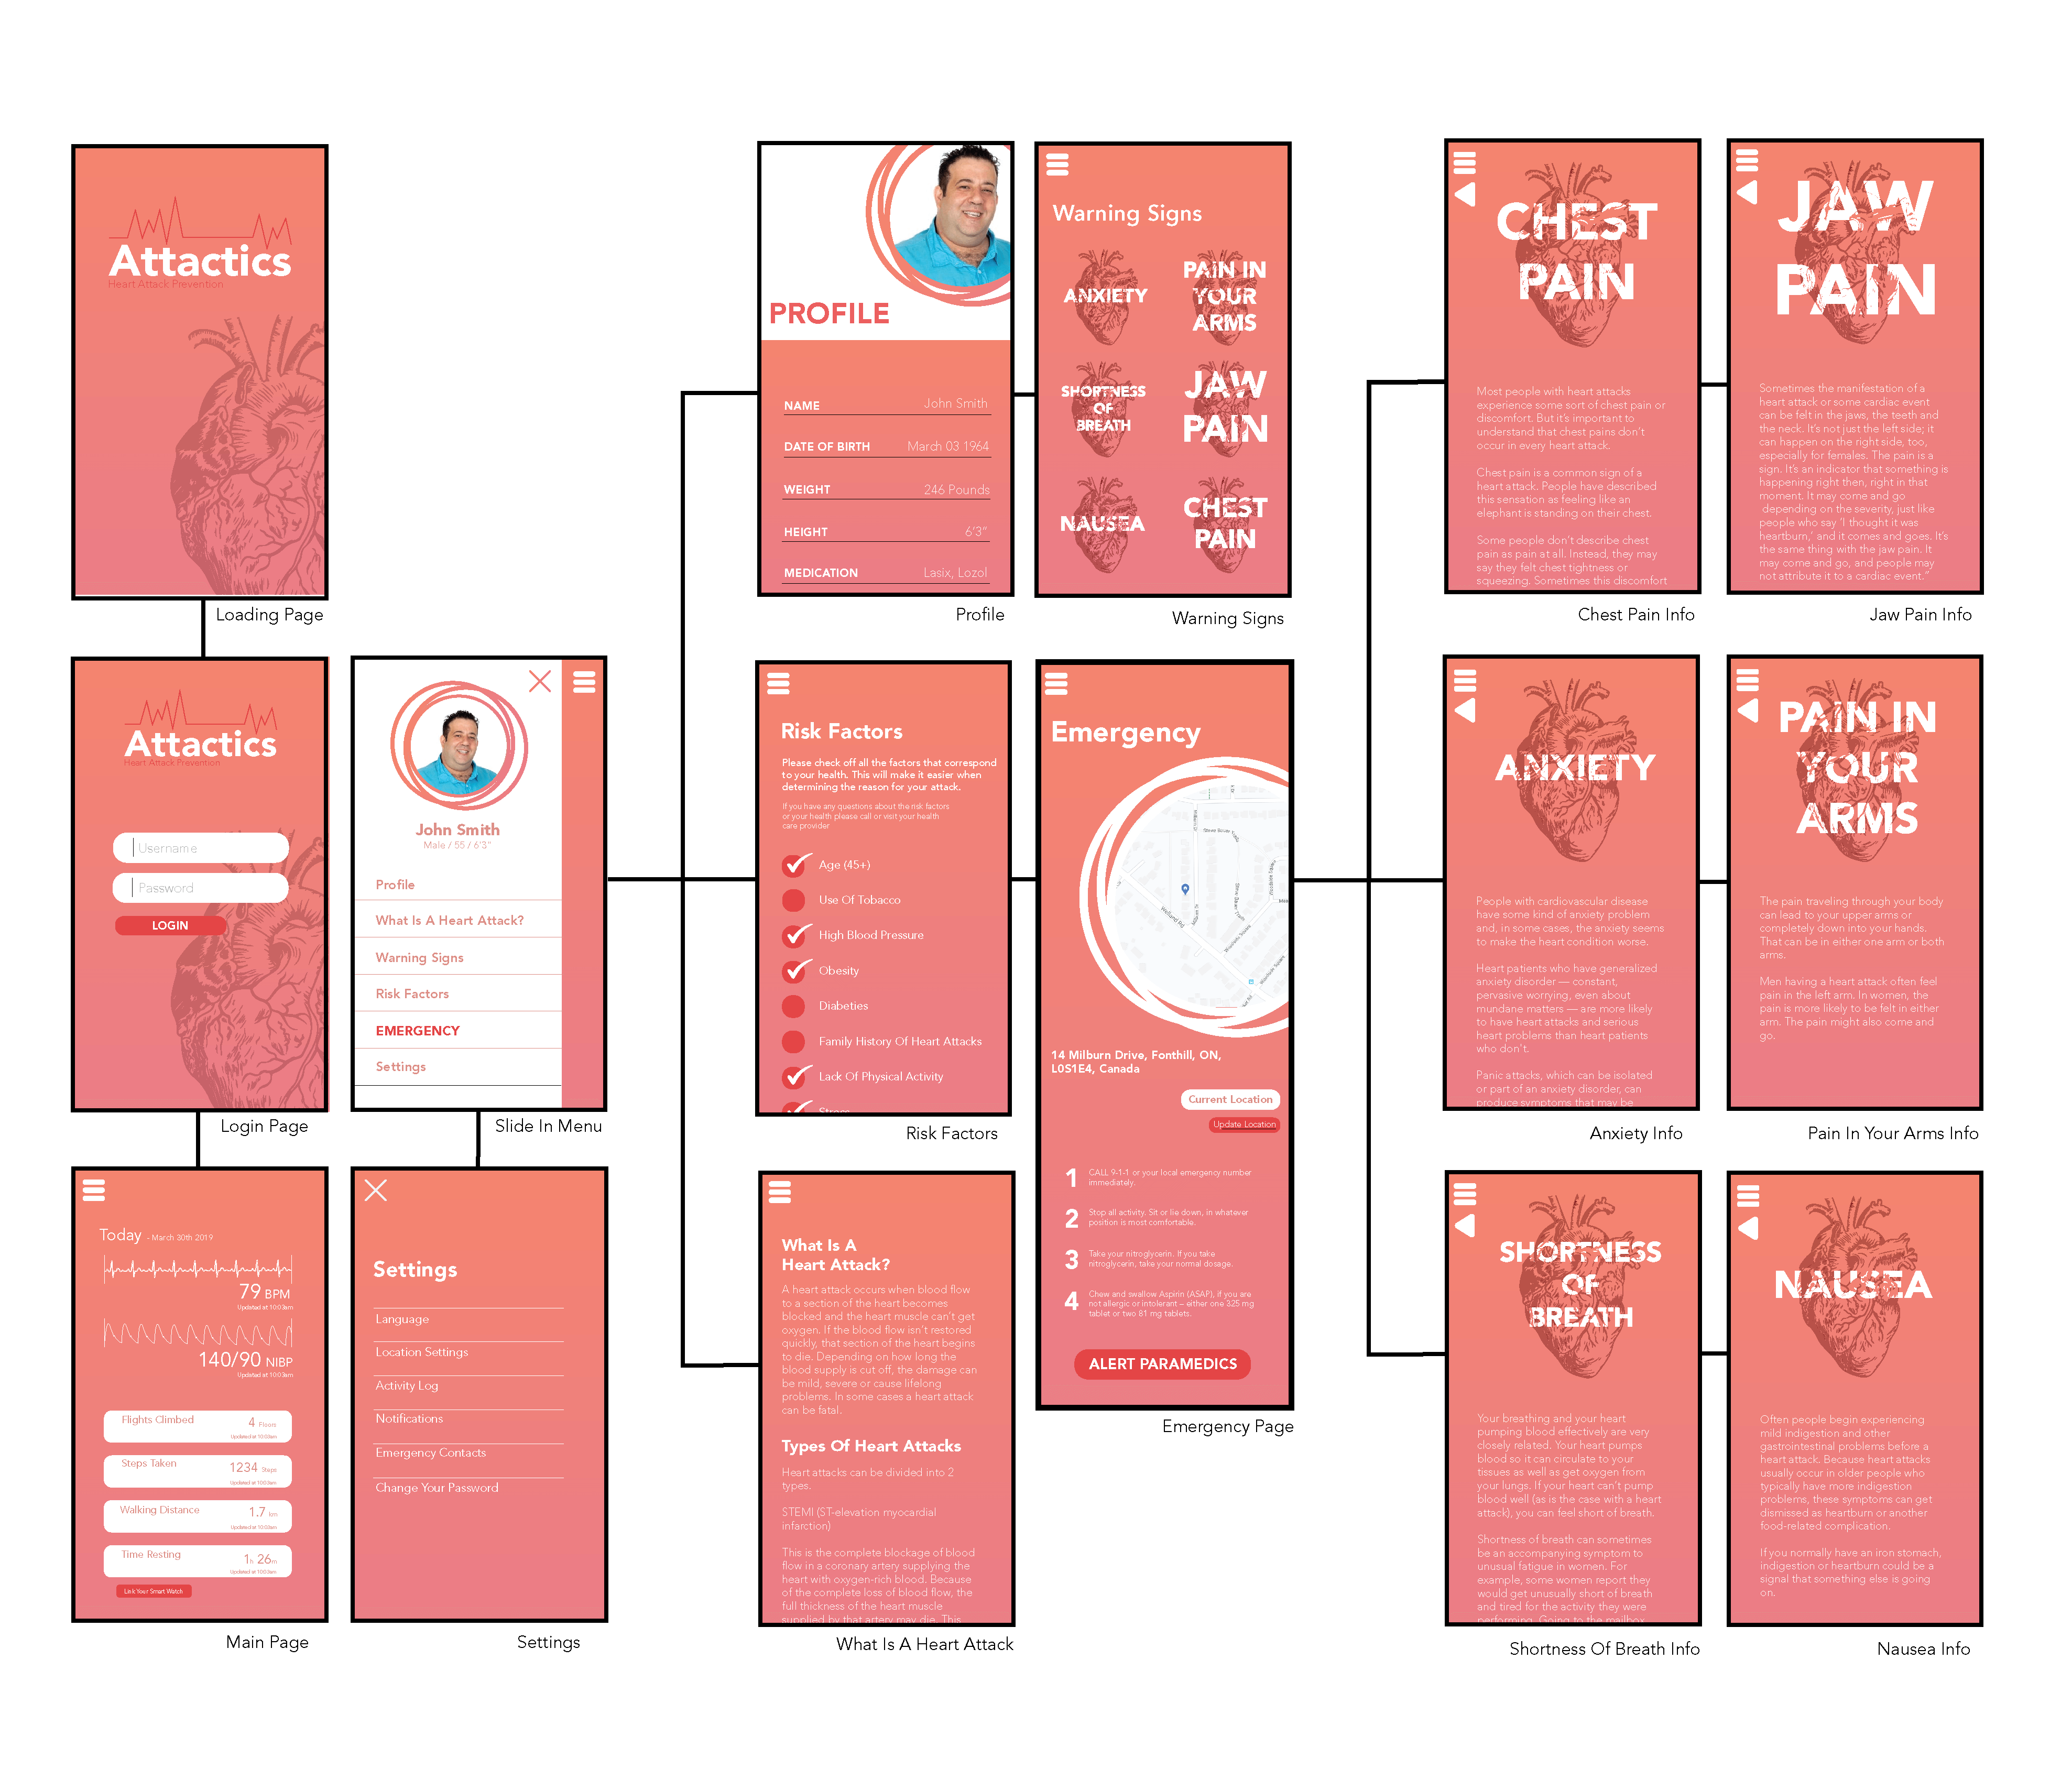 Attactics
Heart Attack Prevention
Loading Page
Attactics
Heart Attack Prevention
Username
Password
LOGIN
Login Page
Today - March 30th 2019
79 BPM
Updated at 10:03am
140/90 NIBP
Updated at 10:03am
Flights Climbed
4 Floors
Updated at 10:03am
Steps Taken
1234 Steps
Updated at 10:03am
Walking Distance
1.7 km
Updated at 10:03am
Time Resting
1h 26m
Updated at 10:03am
Link Your Smart Watch
Main Page
John Smith
Male / 55 / 6'3"
Profile
What Is A Heart Attack?
Warning Signs
Risk Factors
EMERGENCY
Settings
Slide In Menu
Settings
Language
Location Settings
Activity Log
Notifications
Emergency Contacts
Change Your Password
Settings
PROFILE
NAME John Smith
DATE OF BIRTH March 03 1964
WEIGHT 246 Pounds
HEIGHT 6'3"
MEDICATION Lasix, Lozol
Profile
Warning Signs
ANXIETY
PAIN IN
YOUR
ARMS
SHORTNESS
OF
BREATH
JAW
PAIN
NAUSEA
CHEST
PAIN
Warning Signs
Risk Factors
Please check off all the factors that correspond
to your health. This will make it easier when
determining the reason for your attack.
If you have any questions about the risk factors
or your health please call or visit your health
care provider
Age (45+)
Use Of Tobacco
High Blood Pressure
Obesity
Diabeties
Family History Of Heart Attacks
Lack Of Physical Activity
Stress
Risk Factors
Emergency
Welland Rd
14 Milburn Drive, Fonthill, ON,
L0S1E4, Canada
Current Location
Update Location
1 CALL 9-1-1 or your local emergency number
immediately.
2 Stop all activity. Sit or lie down, in whatever
position is most comfortable.
3 Take your nitroglycerin. If you take
nitroglycerin, take your normal dosage.
4 Chew and swallow Aspirin (ASAP), if you are
not allergic or intolerant – either one 325 mg
tablet or two 81 mg tablets.
ALERT PARAMEDICS
Emergency Page
What Is A
Heart Attack?
A heart attack occurs when blood flow
to a section of the heart becomes
blocked and the heart muscle can't get
oxygen. If the blood flow isn't restored
quickly, that section of the heart begins
to die. Depending on how long the
blood supply is cut off, the damage can
be mild, severe or cause lifelong
problems. In some cases a heart attack
can be fatal.
Types Of Heart Attacks
Heart attacks can be divided into 2
types.
STEMI (ST-elevation myocardial
infarction)
This is the complete blockage of blood
flow in a coronary artery supplying the
heart with oxygen-rich blood. Because
of the complete loss of blood flow, the
full thickness of the heart muscle
supplied by that artery may die. This
What Is A Heart Attack
CHEST
PAIN
Most people with heart attacks
experience some sort of chest pain or
discomfort. But it's important to
understand that chest pains don't
occur in every heart attack.
Chest pain is a common sign of a
heart attack. People have described
this sensation as feeling like an
elephant is standing on their chest.
Some people don't describe chest
pain as pain at all. Instead, they may
say they felt chest tightness or
squeezing. Sometimes this discomfort
Chest Pain Info
JAW
PAIN
Sometimes the manifestation of a
heart attack or some cardiac event
can be felt in the jaws, the teeth and
the neck. It's not just the left side; it
can happen on the right side, too,
especially for females. The pain is a
sign. It's an indicator that something is
happening right then, right in that
moment. It may come and go
depending on the severity, just like
people who say 'I thought it was
heartburn,' and it comes and goes. It's
the same thing with the jaw pain. It
may come and go, and people may
not attribute it to a cardiac event."
Jaw Pain Info
ANXIETY
People with cardiovascular disease
have some kind of anxiety problem
and, in some cases, the anxiety seems
to make the heart condition worse.
Heart patients who have generalized
anxiety disorder — constant,
pervasive worrying, even about
mundane matters — are more likely
to have heart attacks and serious
heart problems than heart patients
who don't.
Panic attacks, which can be isolated
or part of an anxiety disorder, can
produce symptoms that may be
Anxiety Info
PAIN IN
YOUR
ARMS
The pain traveling through your body
can lead to your upper arms or
completely down into your hands.
That can be in either one arm or both
arms.
Men having a heart attack often feel
pain in the left arm. In women, the
pain is more likely to be felt in either
arm. The pain might also come and
go.
Pain In Your Arms Info
SHORTNESS
OF
BREATH
Your breathing and your heart
pumping blood effectively are very
closely related. Your heart pumps
blood so it can circulate to your
tissues as well as get oxygen from
your lungs. If your heart can't pump
blood well (as is the case with a heart
attack), you can feel short of breath.
Shortness of breath can sometimes
be an accompanying symptom to
unusual fatigue in women. For
example, some women report they
would get unusually short of breath
and tired for the activity they were
performing. Going to the mailbox
Shortness Of Breath Info
NAUSEA
Often people begin experiencing
mild indigestion and other
gastrointestinal problems before a
heart attack. Because heart attacks
usually occur in older people who
typically have more indigestion
problems, these symptoms can get
dismissed as heartburn or another
food-related complication.
If you normally have an iron stomach,
indigestion or heartburn could be a
signal that something else is going
on.
Nausea Info